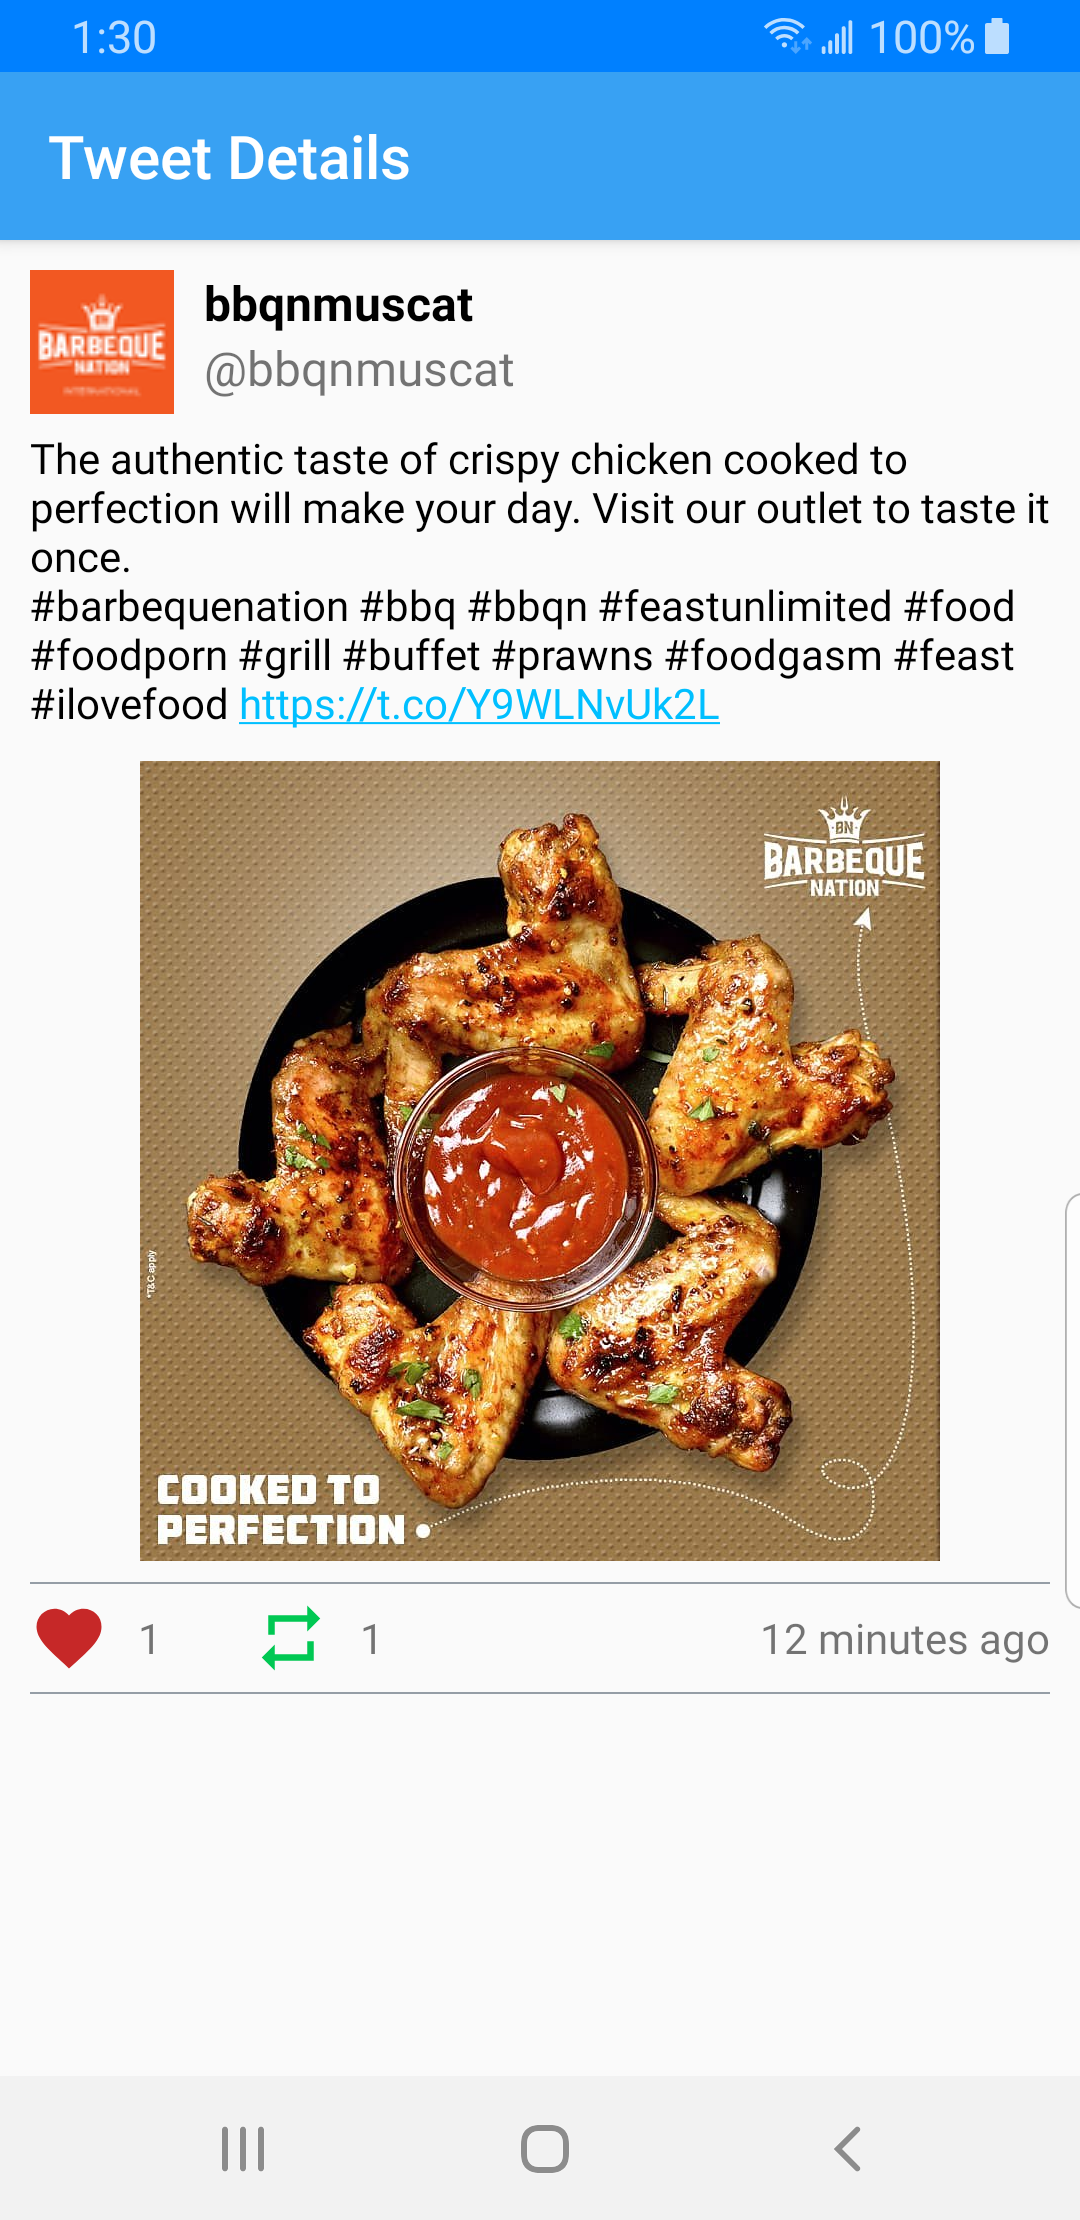 1:30
100%
Tweet Details
BARBEQUE
NATION
INTERNATIONAL
bbqnmuscat
@bbqnmuscat
The authentic taste of crispy chicken cooked to
perfection will make your day. Visit our outlet to taste it
once.
#barbequenation #bbq #bbqn #feastunlimited #food
#foodporn #grill #buffet #prawns #foodgasm #feast
#ilovefood https://t.co/Y9WLNvUk2L
BN
BARBEQUE
NATION
*T&C apply
COOKED TO
PERFECTION
1
1
12 minutes ago